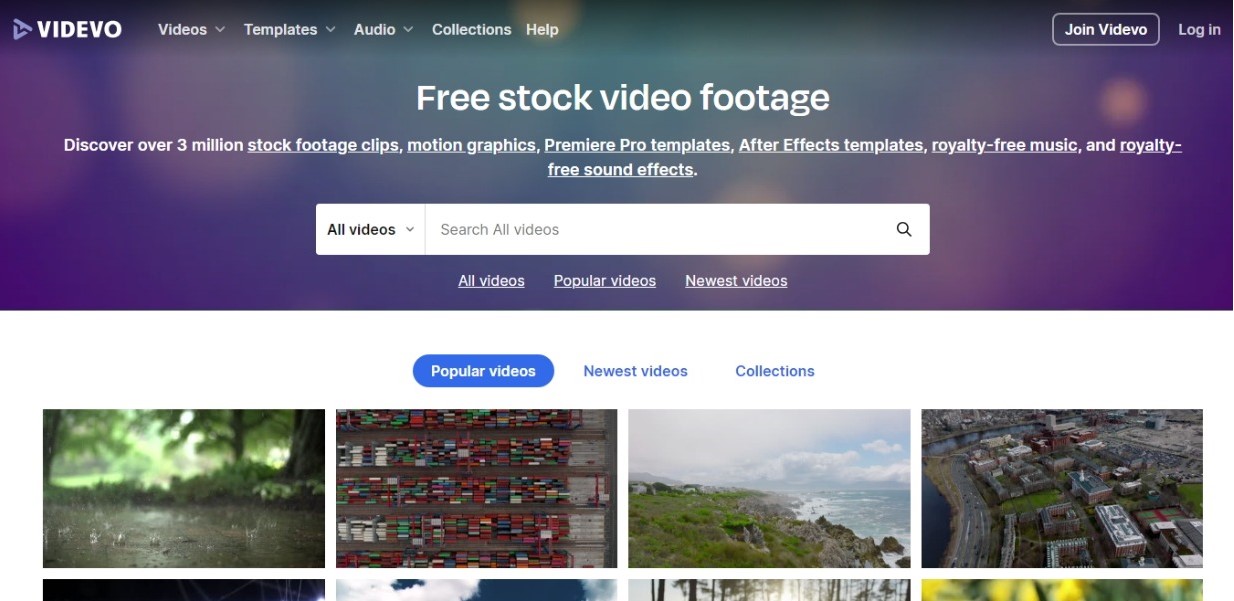 VIDEVO
Videos
Templates
Audio
Collections
Help
Join Videvo
Log in
Free stock video footage
Discover over 3 million stock footage clips, motion graphics, Premiere Pro templates, After Effects templates, royalty-free music, and royalty-
free sound effects.
All videos
Search All videos
All videos
Popular videos
Newest videos
Popular videos
Newest videos
Collections